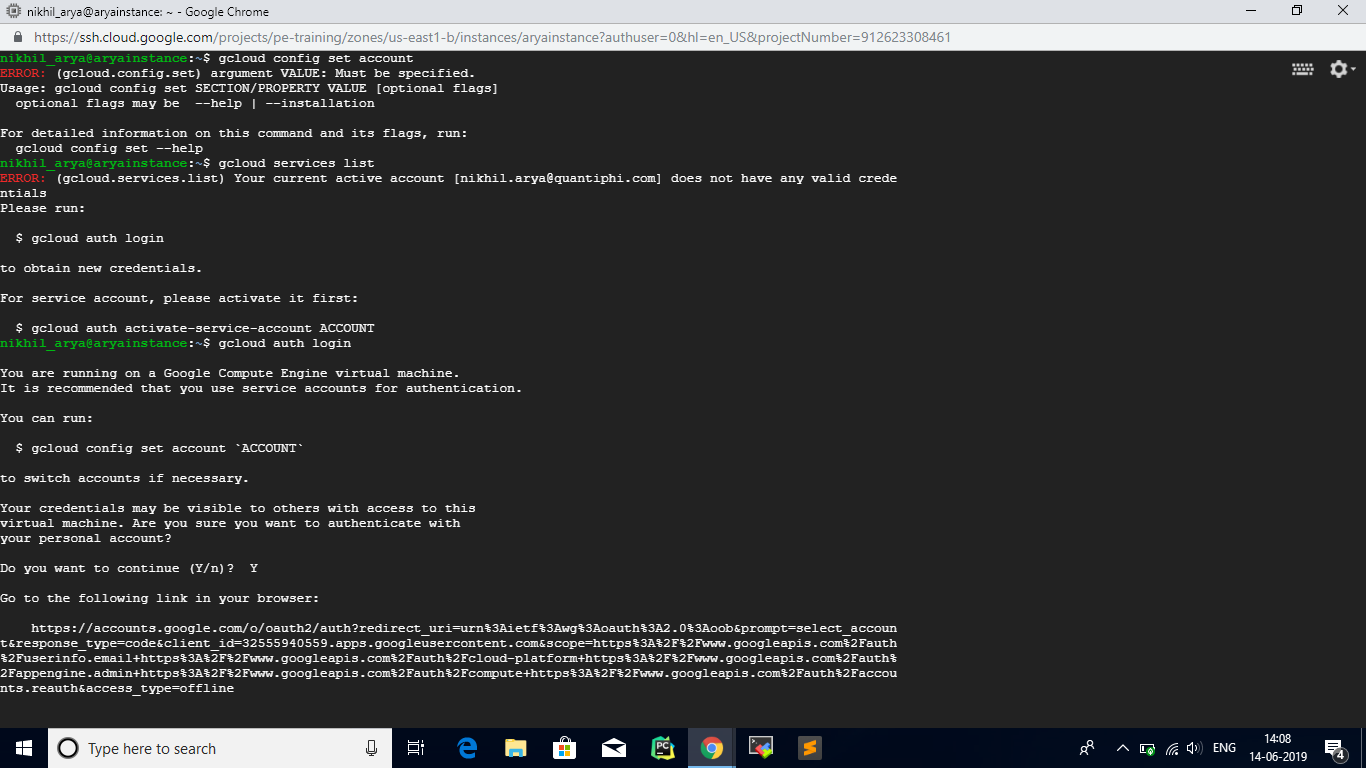 nikhil_arya@aryainstance: ~ - Google Chrome
https://ssh.cloud.google.com/projects/pe-training/zones/us-east1-b/instances/aryainstance?authuser=0&hl=en_US&projectNumber=912623308461
nikhil_arya@aryainstance:~$ gcloud config set account
ERROR: (gcloud.config.set) argument VALUE: Must be specified.
Usage: gcloud config set SECTION/PROPERTY VALUE [optional flags]
  optional flags may be  --help | --installation
For detailed information on this command and its flags, run:
  gcloud config set --help
nikhil_arya@aryainstance:~$ gcloud services list
ERROR: (gcloud.services.list) Your current active account [nikhil.arya@quantiphi.com] does not have any valid crede
ntials
Please run:
  $ gcloud auth login
to obtain new credentials.
For service account, please activate it first:
  $ gcloud auth activate-service-account ACCOUNT
nikhil_arya@aryainstance:~$ gcloud auth login
You are running on a Google Compute Engine virtual machine.
It is recommended that you use service accounts for authentication.
You can run:
  $ gcloud config set account `ACCOUNT`
to switch accounts if necessary.
Your credentials may be visible to others with access to this
virtual machine. Are you sure you want to authenticate with
your personal account?
Do you want to continue (Y/n)?  Y
Go to the following link in your browser:
    https://accounts.google.com/o/oauth2/auth?redirect_uri=urn%3Aietf%3Awg%3Aoauth%3A2.0%3Aoob&prompt=select_accoun
t&response_type=code&client_id=32555940559.apps.googleusercontent.com&scope=https%3A%2F%2Fwww.googleapis.com%2Fauth
%2Fuserinfo.email+https%3A%2F%2Fwww.googleapis.com%2Fauth%2Fcloud-platform+https%3A%2F%2Fwww.googleapis.com%2Fauth%
2Fappengine.admin+https%3A%2F%2Fwww.googleapis.com%2Fauth%2Fcompute+https%3A%2F%2Fwww.googleapis.com%2Fauth%2Faccou
nts.reauth&access_type=offline
Type here to search
PC
ENG
14:08
14-06-2019
4